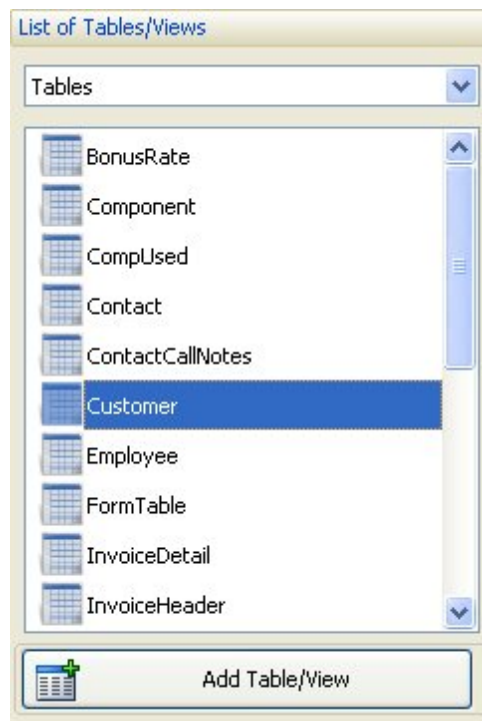 List of Tables/Views
Tables
BonusRate
Component
CompUsed
Contact
ContactCallNotes
Customer
Employee
FormTable
InvoiceDetail
InvoiceHeader
Add Table/View